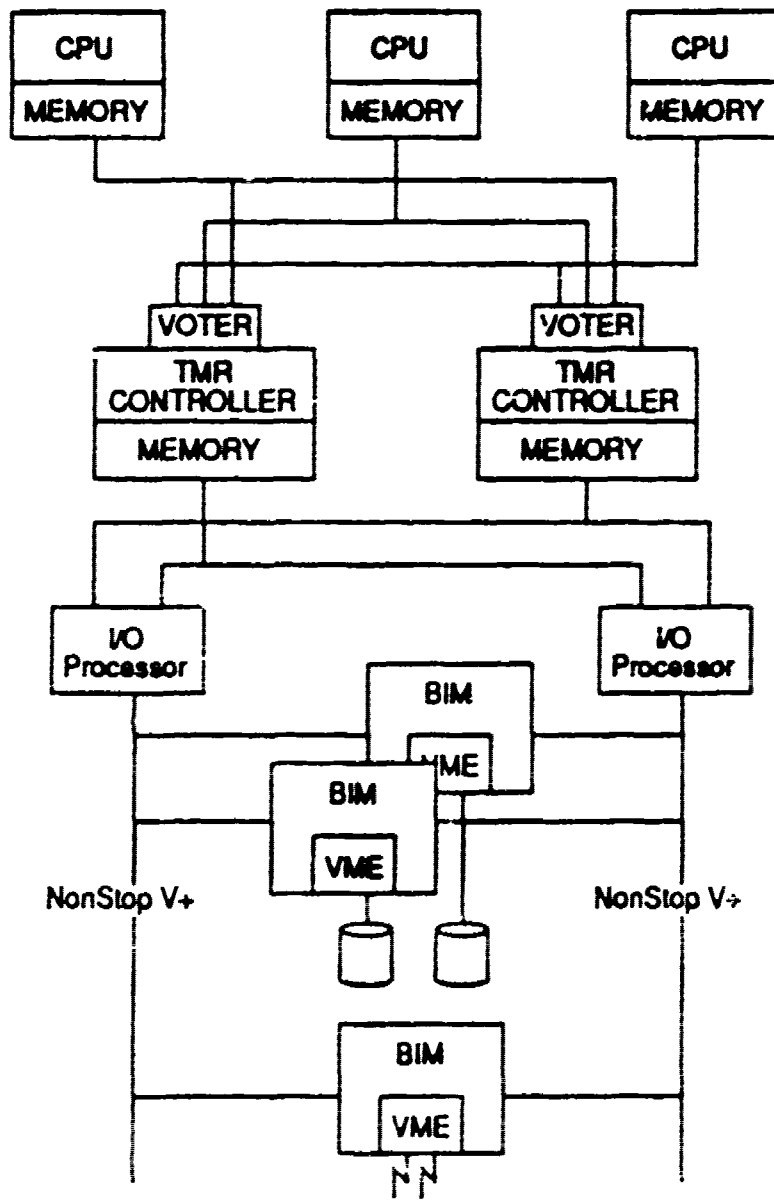 CPU CPU CPU
MEMORY MEMORY MEMORY
VOTER VOTER
TMR TMR
CONTROLLER CONTROLLER
MEMORY MEMORY
I/O I/O
Processor Processor
BIM
VME
BIM
VME
NonStop V+ NonStop V+
BIM
VME